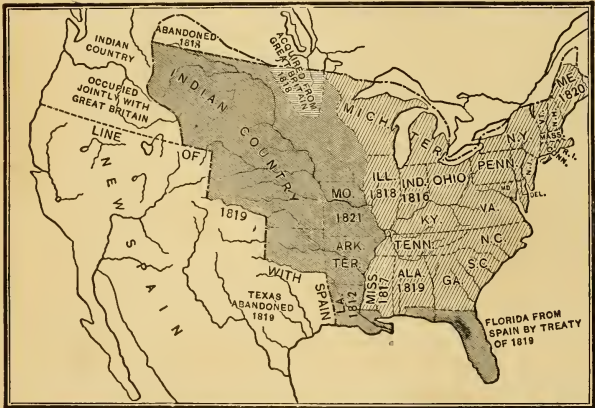 INDIAN
COUNTRY
ABANDONED
1818
ACQUIRED FROM
GREAT BRITAIN
1818
OCCUPIED
JOINTLY WITH
GREAT BRITAIN
INDIAN COUNTRY
MICH. TER.
ME.
1820
VT.
N.H.
MASS.
R.I.
CONN.
N.Y.
PENN.
N.J.
MD.
DEL.
LINE OF 1819 WITH SPAIN
NEW SPAIN
MO.
1821
ILL.
1818
IND.
1816
OHIO
VA.
KY.
ARK.
TER.
TENN.
N.C.
S.C.
TEXAS
ABANDONED
1819
LA.
1812
MISS.
1817
ALA.
1819
GA.
FLORIDA FROM
SPAIN BY TREATY
OF 1819